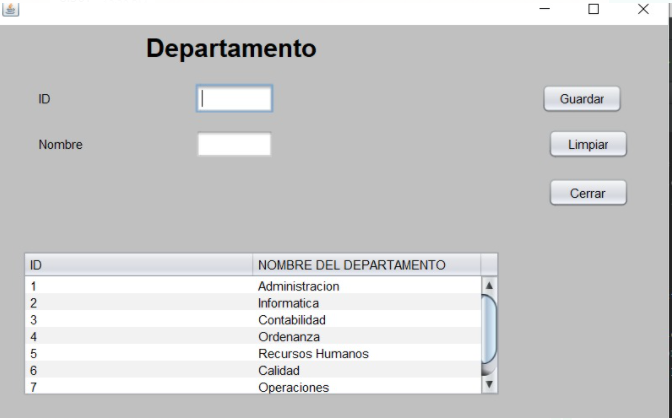 Departamento
ID
Guardar
Nombre
Limpiar
Cerrar
ID NOMBRE DEL DEPARTAMENTO
1 Administracion
2 Informatica
3 Contabilidad
4 Ordenanza
5 Recursos Humanos
6 Calidad
7 Operaciones